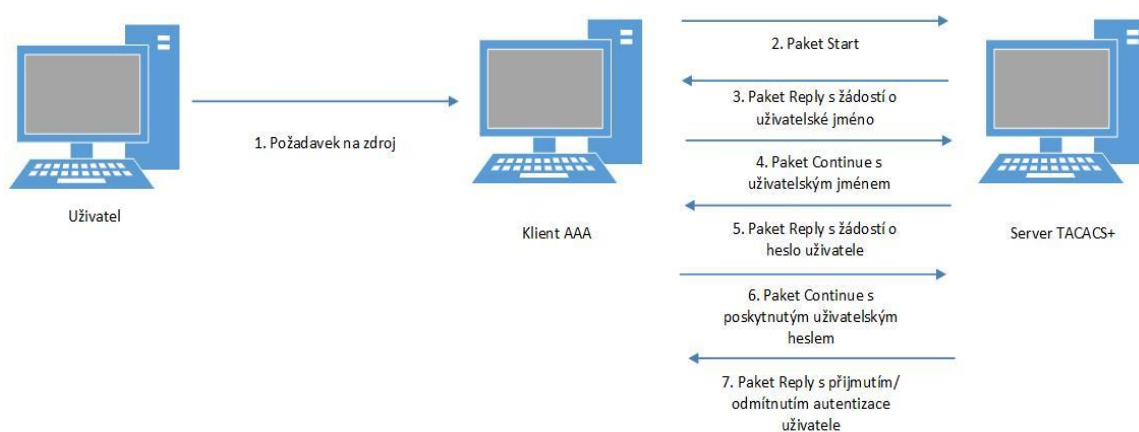 1. Požadavek na zdroj
Uživatel
Klient AAA
2. Paket Start
3. Paket Reply s žádostí o
uživatelské jméno
4. Paket Continue s
uživatelským jménem
5. Paket Reply s žádostí o
heslo uživatele
6. Paket Continue s
poskytnutým uživatelským
heslem
7. Paket Reply s přijmutím/
odmítnutím autentizace
uživatele
Server TACACS+